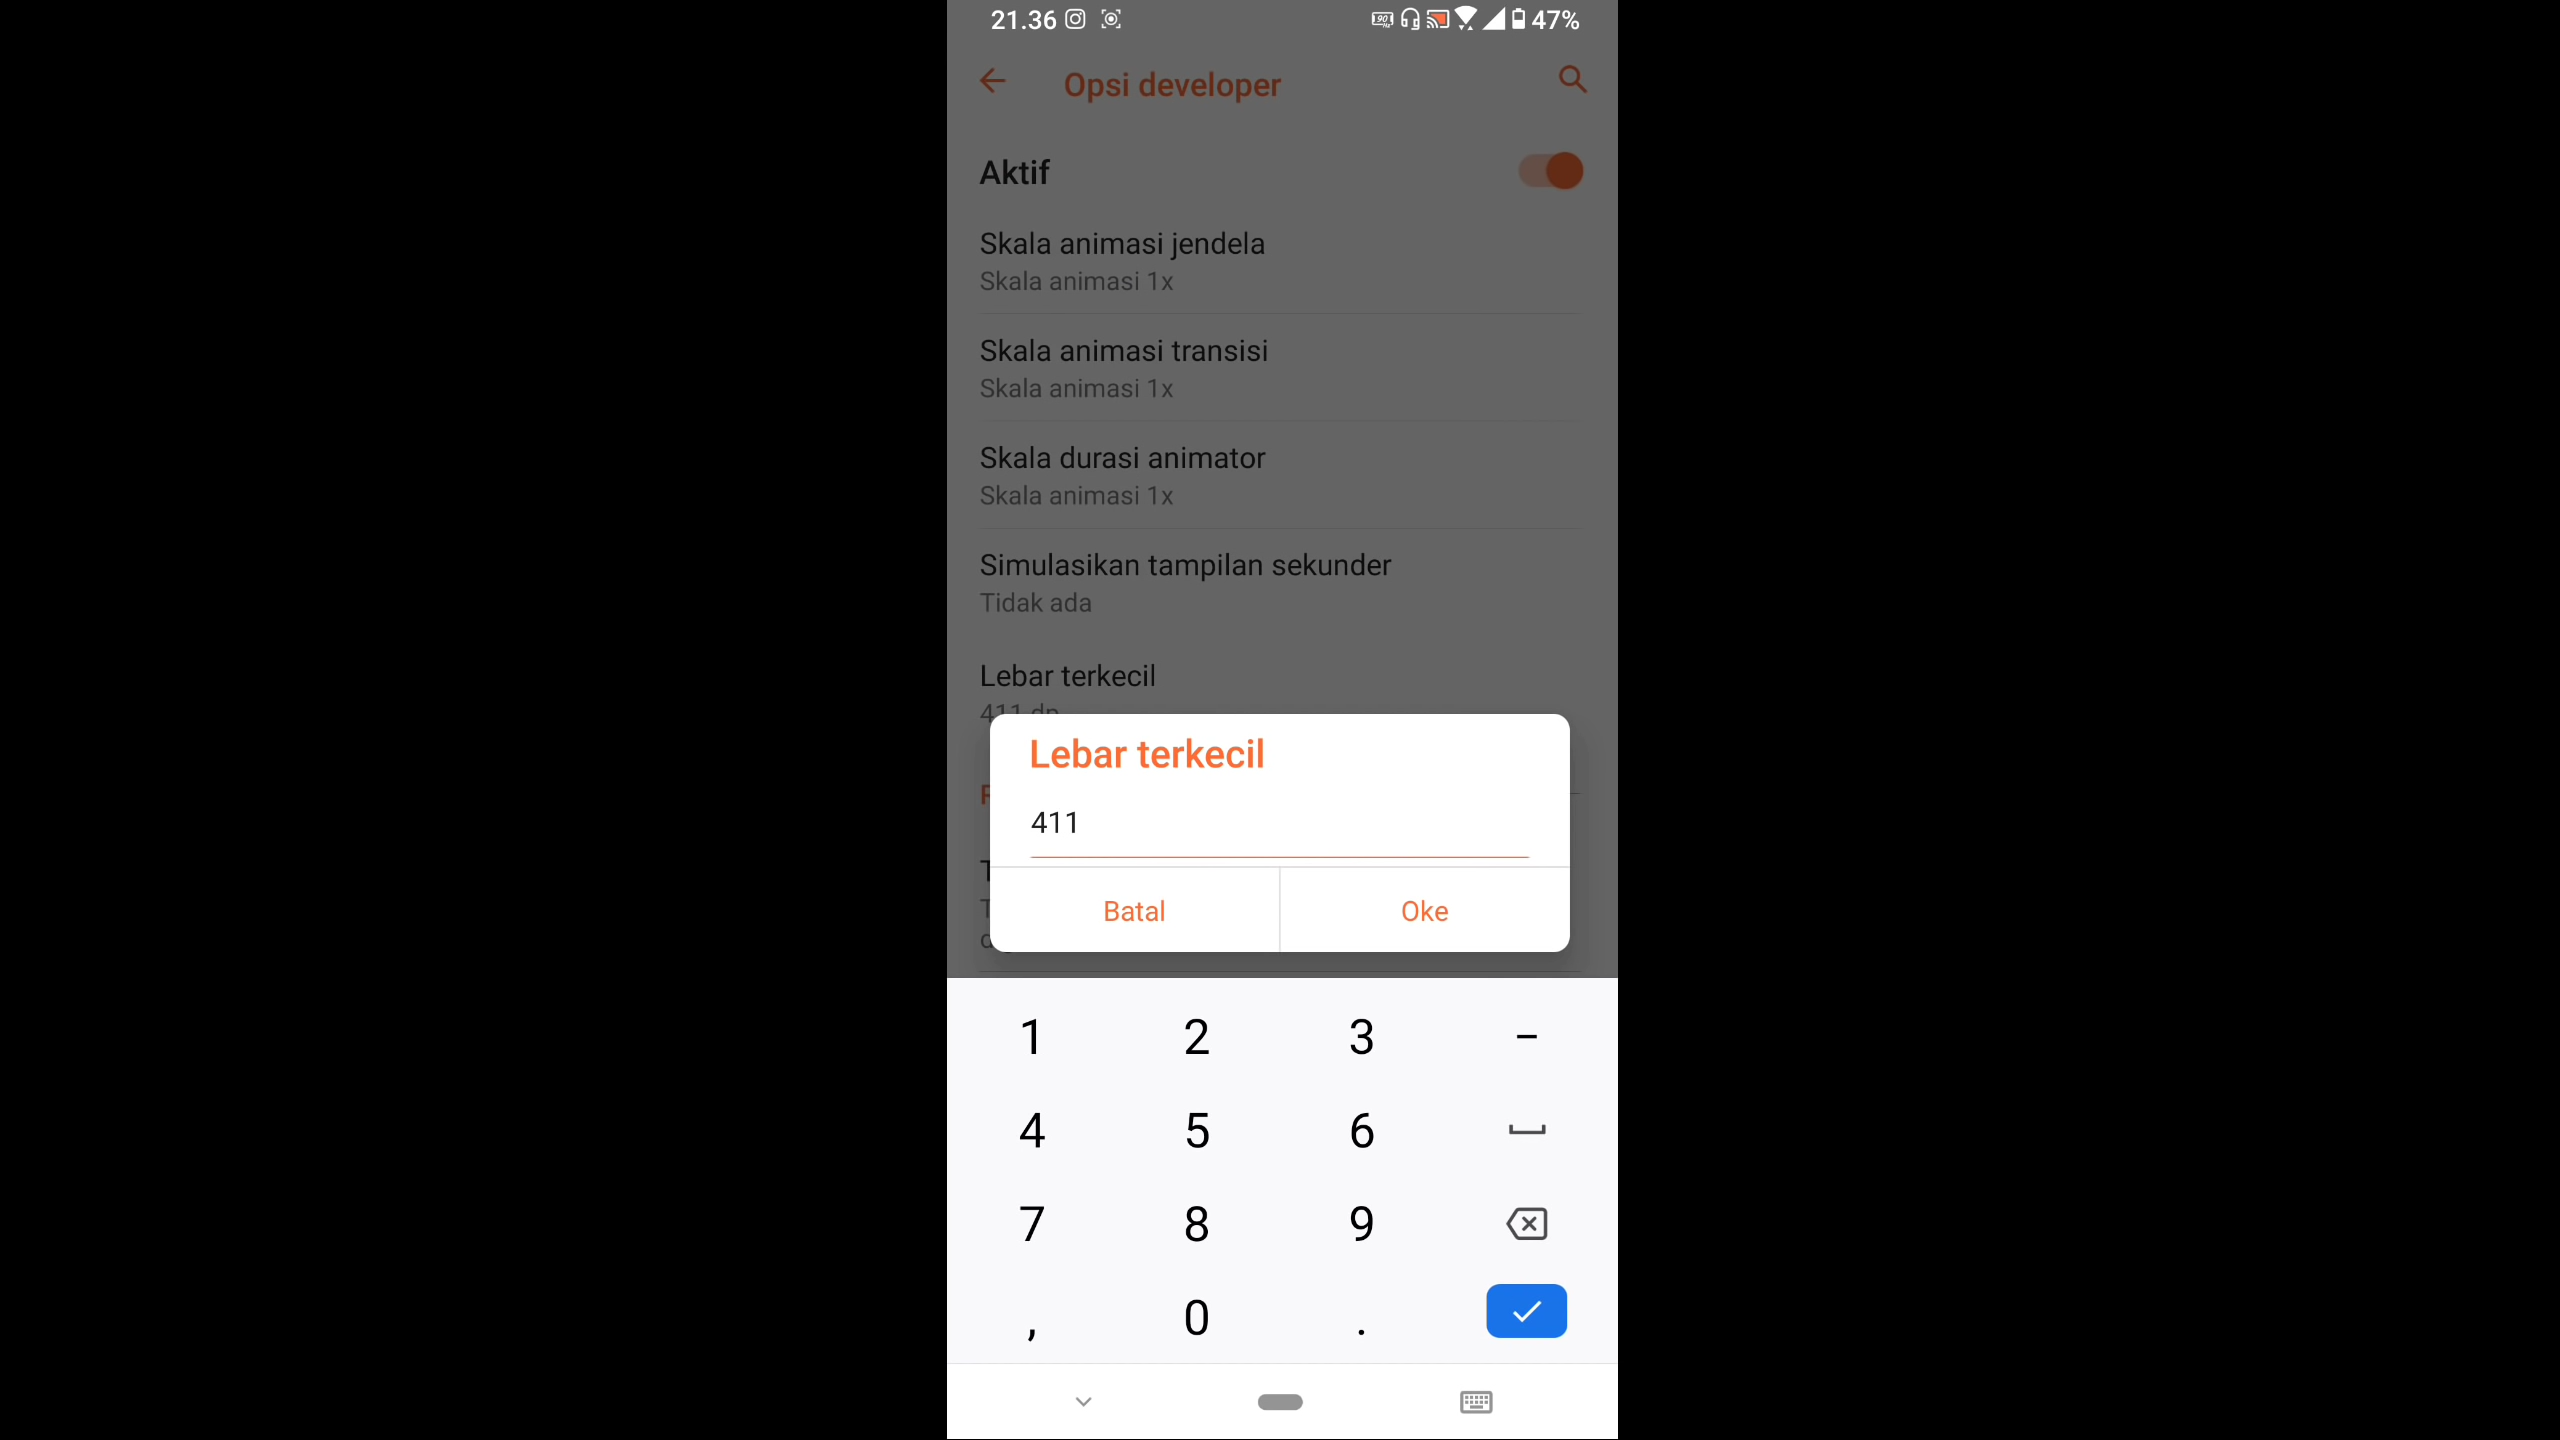 21.36 47%
Opsi developer
Aktif
Skala animasi jendela
Skala animasi 1x
Skala animasi transisi
Skala animasi 1x
Skala durasi animator
Skala animasi 1x
Simulasikan tampilan sekunder
Tidak ada
Lebar terkecil
411 dp
Lebar terkecil
411
Batal Oke
1 2 3 –
4 5 6
7 8 9
, 0 .